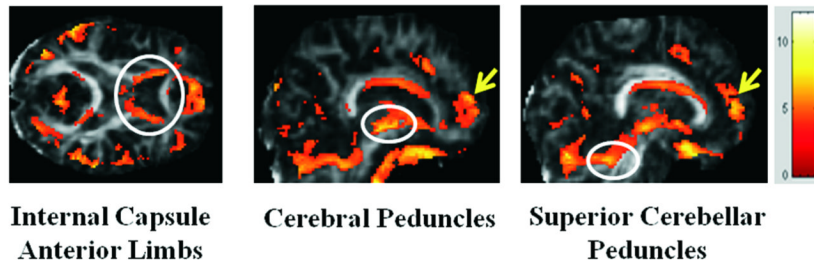 10
5
0
Internal Capsule
Anterior Limbs
Cerebral Peduncles
Superior Cerebellar
Peduncles